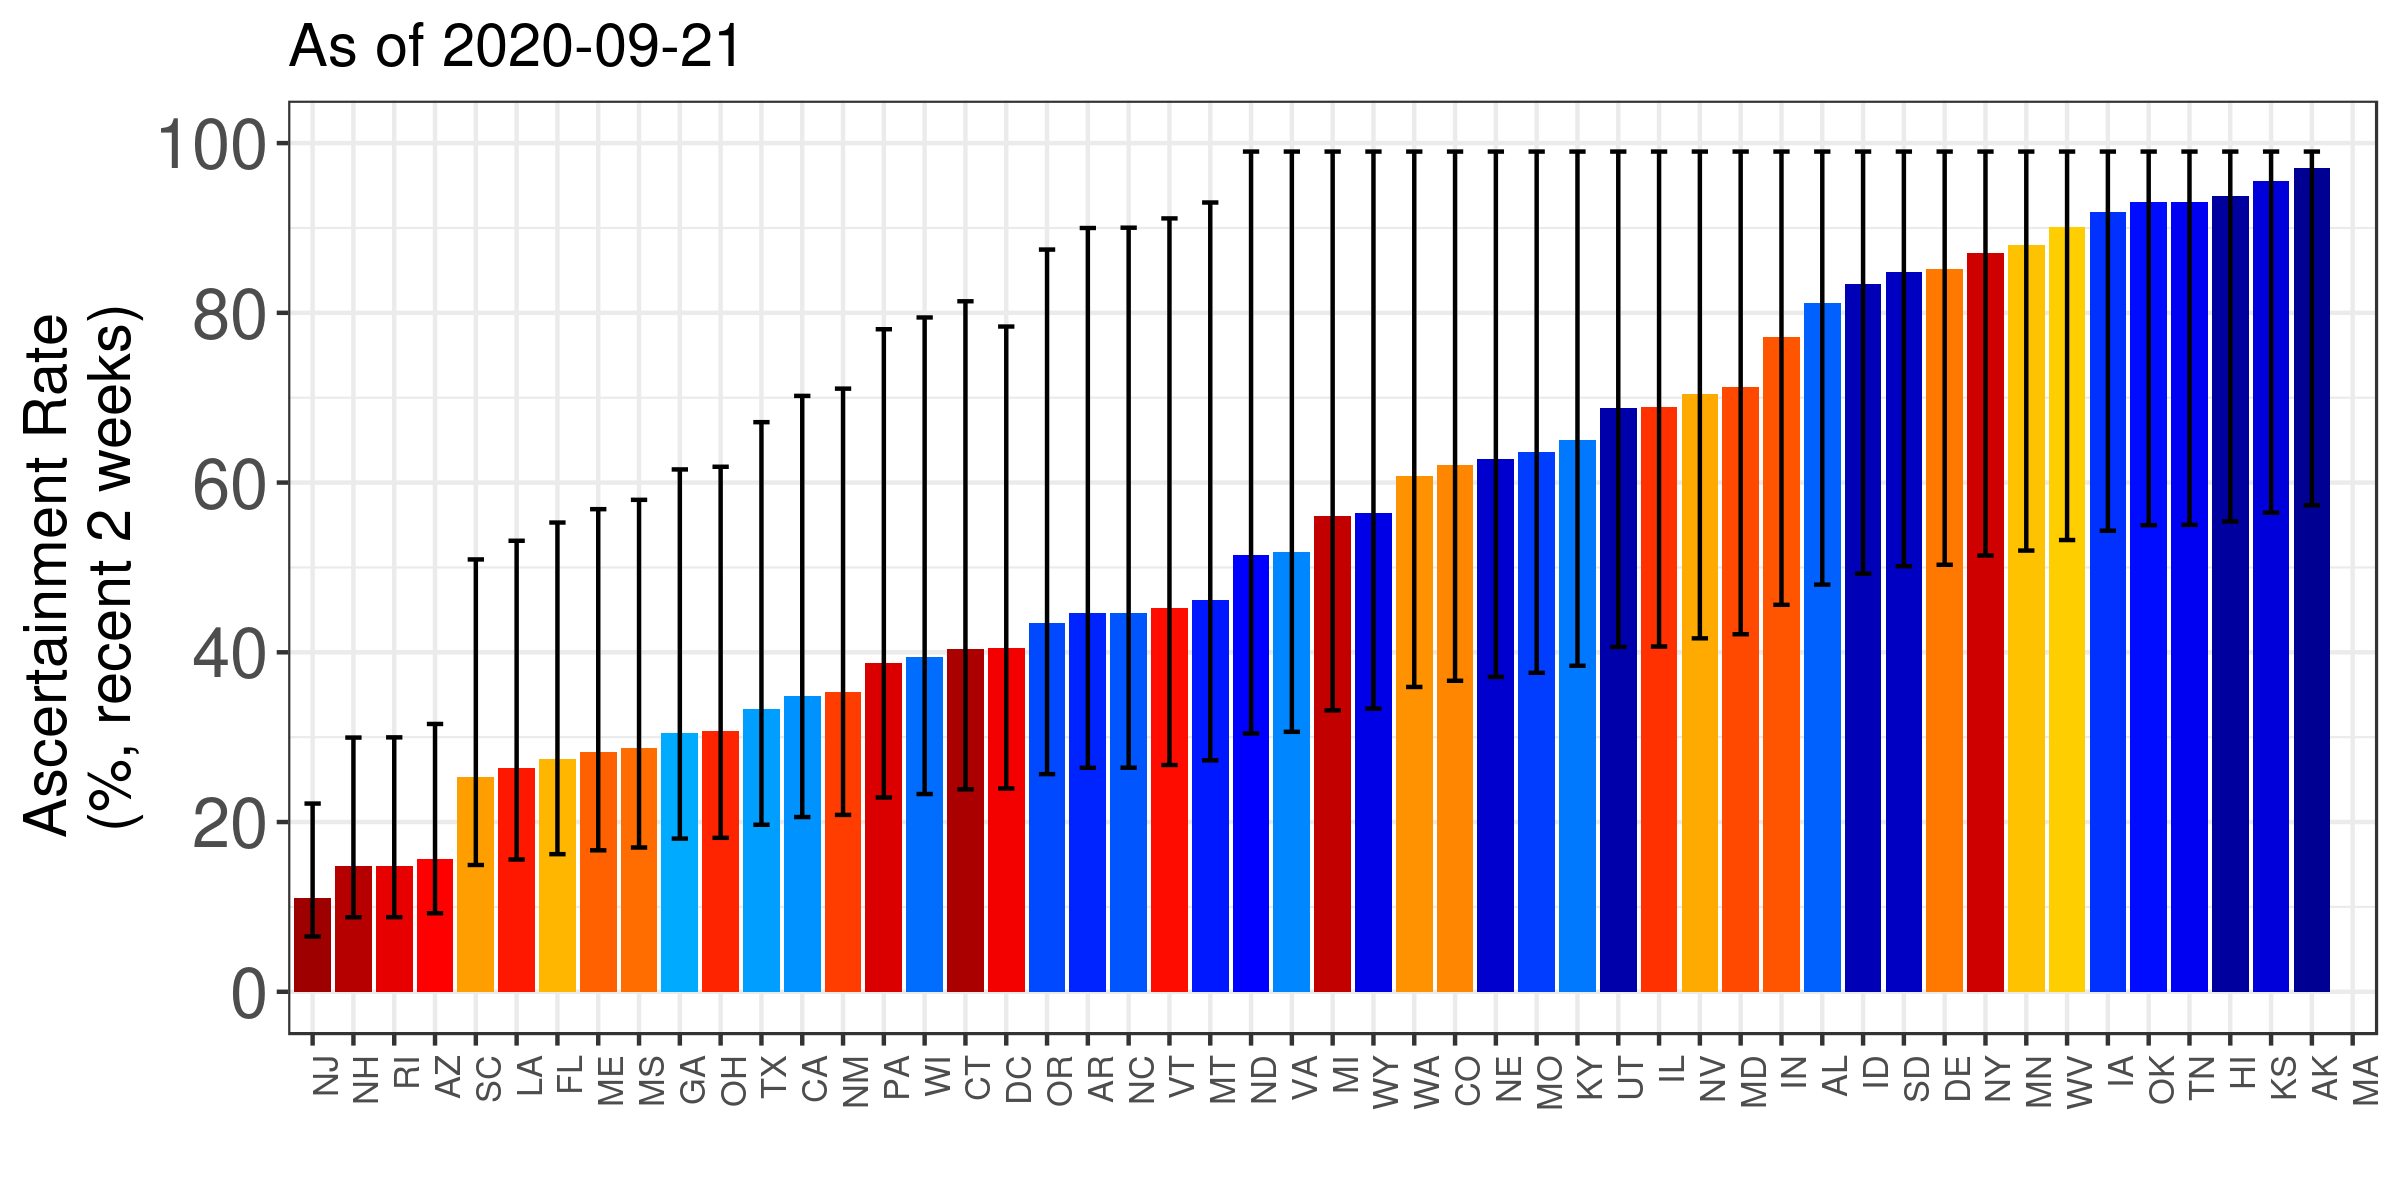 As of 2020-09-21
Ascertainment Rate
(%, recent 2 weeks)
100
80
60
40
20
0
NJ
NH
RI
AZ
SC
LA
FL
ME
MS
GA
OH
TX
CA
NM
PA
WI
CT
DC
OR
AR
NC
VT
MT
ND
VA
MI
WY
WA
CO
NE
MO
KY
UT
IL
NV
MD
IN
AL
ID
SD
DE
NY
MN
WV
IA
OK
TN
HI
KS
AK
MA